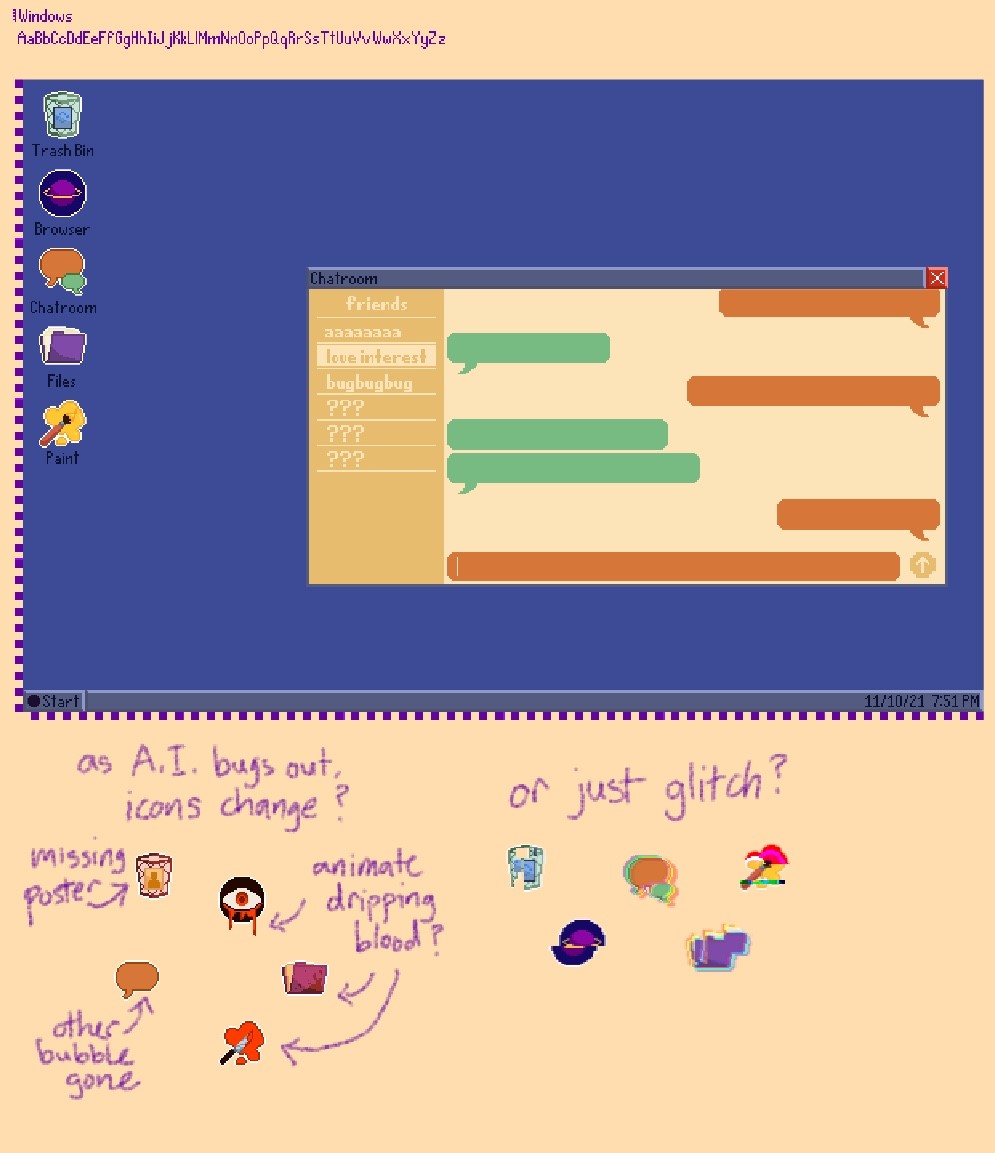 Windows
AaBbCcDdEeFfGgHhIiJjKkLlMmNnOoPpQqRrSsTtUuVvWwXxYyZz
Trash Bin
Browser
Chatroom
Files
Paint
Chatroom
friends
aaaaaaaa
love interest
bugbugbug
???
???
???
Start
11/10/21 7:51 PM
as A.I. bugs out,
icons change?
missing
poster
animate
dripping
blood?
other
bubble
gone
or just glitch?